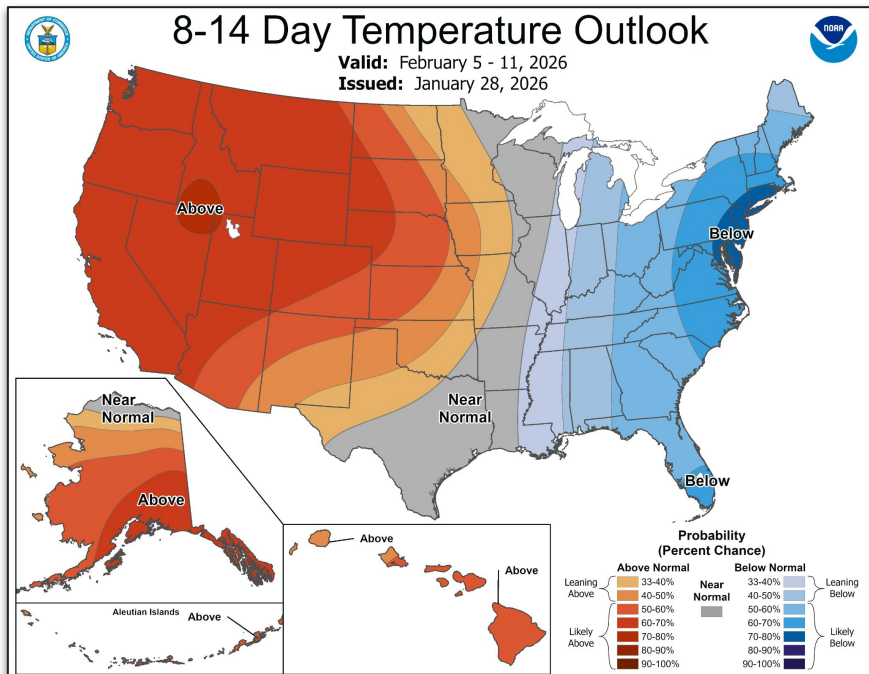 8-14 Day Temperature Outlook
Valid: February 5 - 11, 2026
Issued: January 28, 2026
NOAA
Above
Below
Near
Normal
Below
Near
Normal
Above
Aleutian Islands
Above
Above
Above
Probability
(Percent Chance)
Above Normal
Below Normal
Leaning
Above
33-40%
40-50%
Likely
Above
50-60%
60-70%
70-80%
80-90%
90-100%
Near
Normal
33-40%
40-50%
Leaning
Below
50-60%
60-70%
70-80%
80-90%
90-100%
Likely
Below